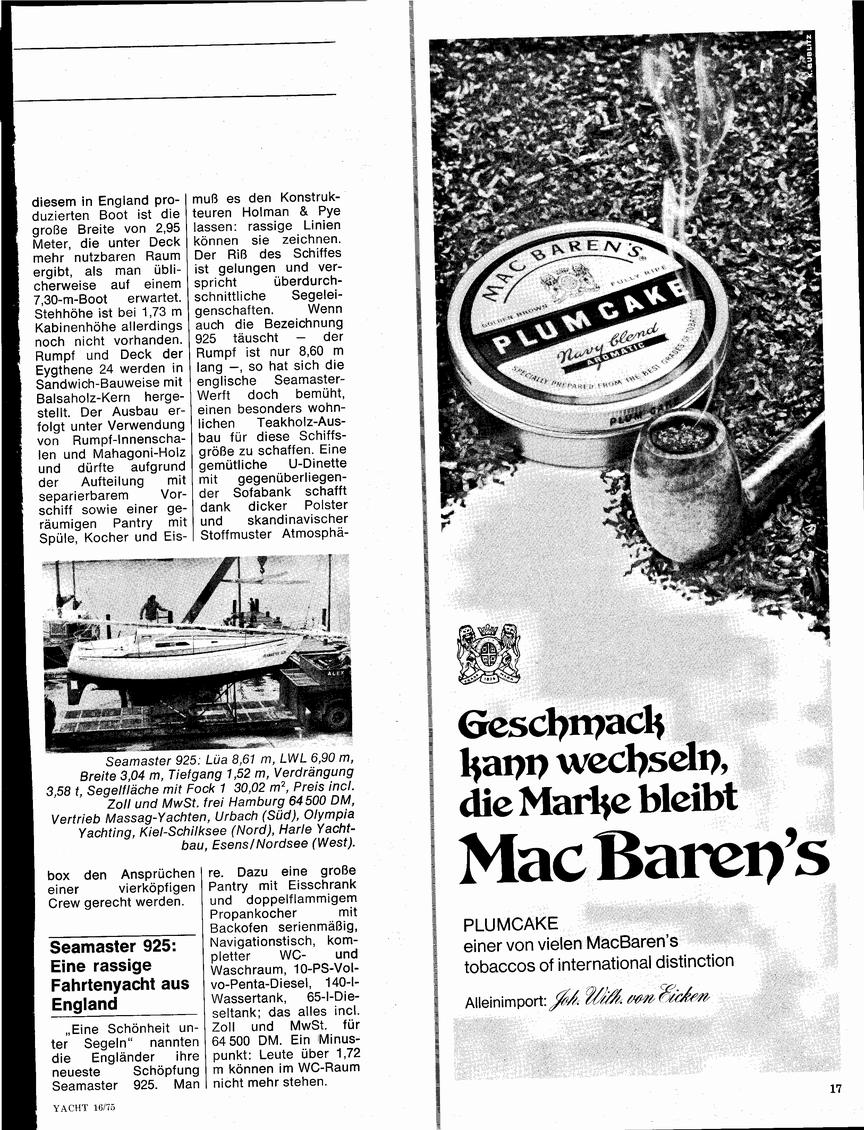 diesem in England pro-
duzierten Boot ist die
große Breite von 2,95
Meter, die unter Deck
mehr nutzbaren Raum
ergibt, als man übli-
cherweise auf einem
7,30-m-Boot erwartet.
Stehhöhe ist bei 1,73 m
Kabinenhöhe allerdings
noch nicht vorhanden.
Rumpf und Deck der
Eygthene 24 werden in
Sandwich-Bauweise mit
Balsaholz-Kern herge-
stellt. Der Ausbau er-
folgt unter Verwendung
von Rumpf-Innenscha-
len und Mahagoni-Holz
und dürfte aufgrund
der Aufteilung mit
separierbarem Vor-
schiff sowie einer ge-
räumigen Pantry mit
Spüle, Kocher und Eis-
box den Ansprüchen
einer vierköpfigen
Crew gerecht werden.
Seamaster 925:
Eine rassige
Fahrtenyacht aus
England
„Eine Schönheit un-
ter Segeln“ nannten
die Engländer ihre
neueste Schöpfung
Seamaster 925. Man
muß es den Konstruk-
teuren Holman & Pye
lassen: rassige Linien
können sie zeichnen.
Der Riß des Schiffes
ist gelungen und ver-
spricht überdurch-
schnittliche Segelei-
genschaften. Wenn
auch die Bezeichnung
925 täuscht — der
Rumpf ist nur 8,60 m
lang —, so hat sich die
englische Seamaster-
Werft doch bemüht,
einen besonders wohn-
lichen Teakholz-Aus-
bau für diese Schiffs-
größe zu schaffen. Eine
gemütliche U-Dinette
mit gegenüberliegen-
der Sofabank schafft
dank dicker Polster
und skandinavischer
Stoffmuster Atmosphä-
re. Dazu eine große
Pantry mit Eisschrank
und doppelflammigem
Propankocher mit
Backofen serienmäßig,
Navigationstisch, kom-
pletter WC- und
Waschraum, 10-PS-Vol-
vo-Penta-Diesel, 140-l-
Wassertank, 65-l-Die-
seltank; das alles incl.
Zoll und MwSt. für
64 500 DM. Ein Minus-
punkt: Leute über 1,72
m können im WC-Raum
nicht mehr stehen.
ALEX
Seamaster 925: Lüa 8,61 m, LWL 6,90 m,
Breite 3,04 m, Tiefgang 1,52 m, Verdrängung
3,58 t, Segelfläche mit Fock 1 30,02 m², Preis incl.
Zoll und MwSt. frei Hamburg 64 500 DM,
Vertrieb Massag-Yachten, Urbach (Süd), Olympia
Yachting, Kiel-Schilksee (Nord), Harle Yacht-
bau, Esens/Nordsee (West).
YACHT 16/75
K. BUBLITZ
MAC BAREN'S
GOLDEN BROWN
FULLY RIPE
PLUMCAKE
Navy blend
AROMATIC
SPECIALLY PREPARED FROM THE BEST GRADES OF TOBACCO
PLUM CAKE
Geschmack
kann wechseln,
die Marke bleibt
Mac Baren's
PLUMCAKE
einer von vielen MacBaren's
tobaccos of international distinction
Alleinimport: Joh. Wilh. von Eicken
17